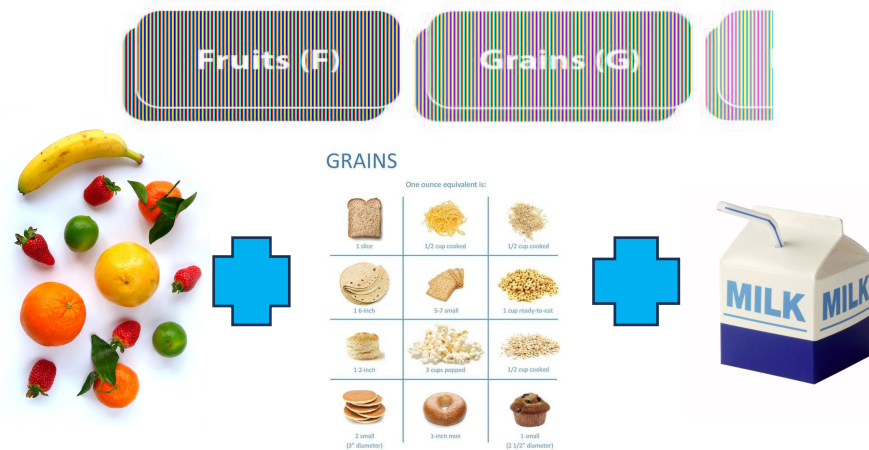 Fruits (F)
Grains (G)
GRAINS
One ounce equivalent is:
1 slice
1/2 cup cooked
1/2 cup cooked
1 6-inch
5-7 small
1 cup ready-to-eat
1 2-inch
3 cups popped
1/2 cup cooked
2 small
(3" diameter)
3-inch mini
1 small
(2 1/2" diameter)
MILK
MILK